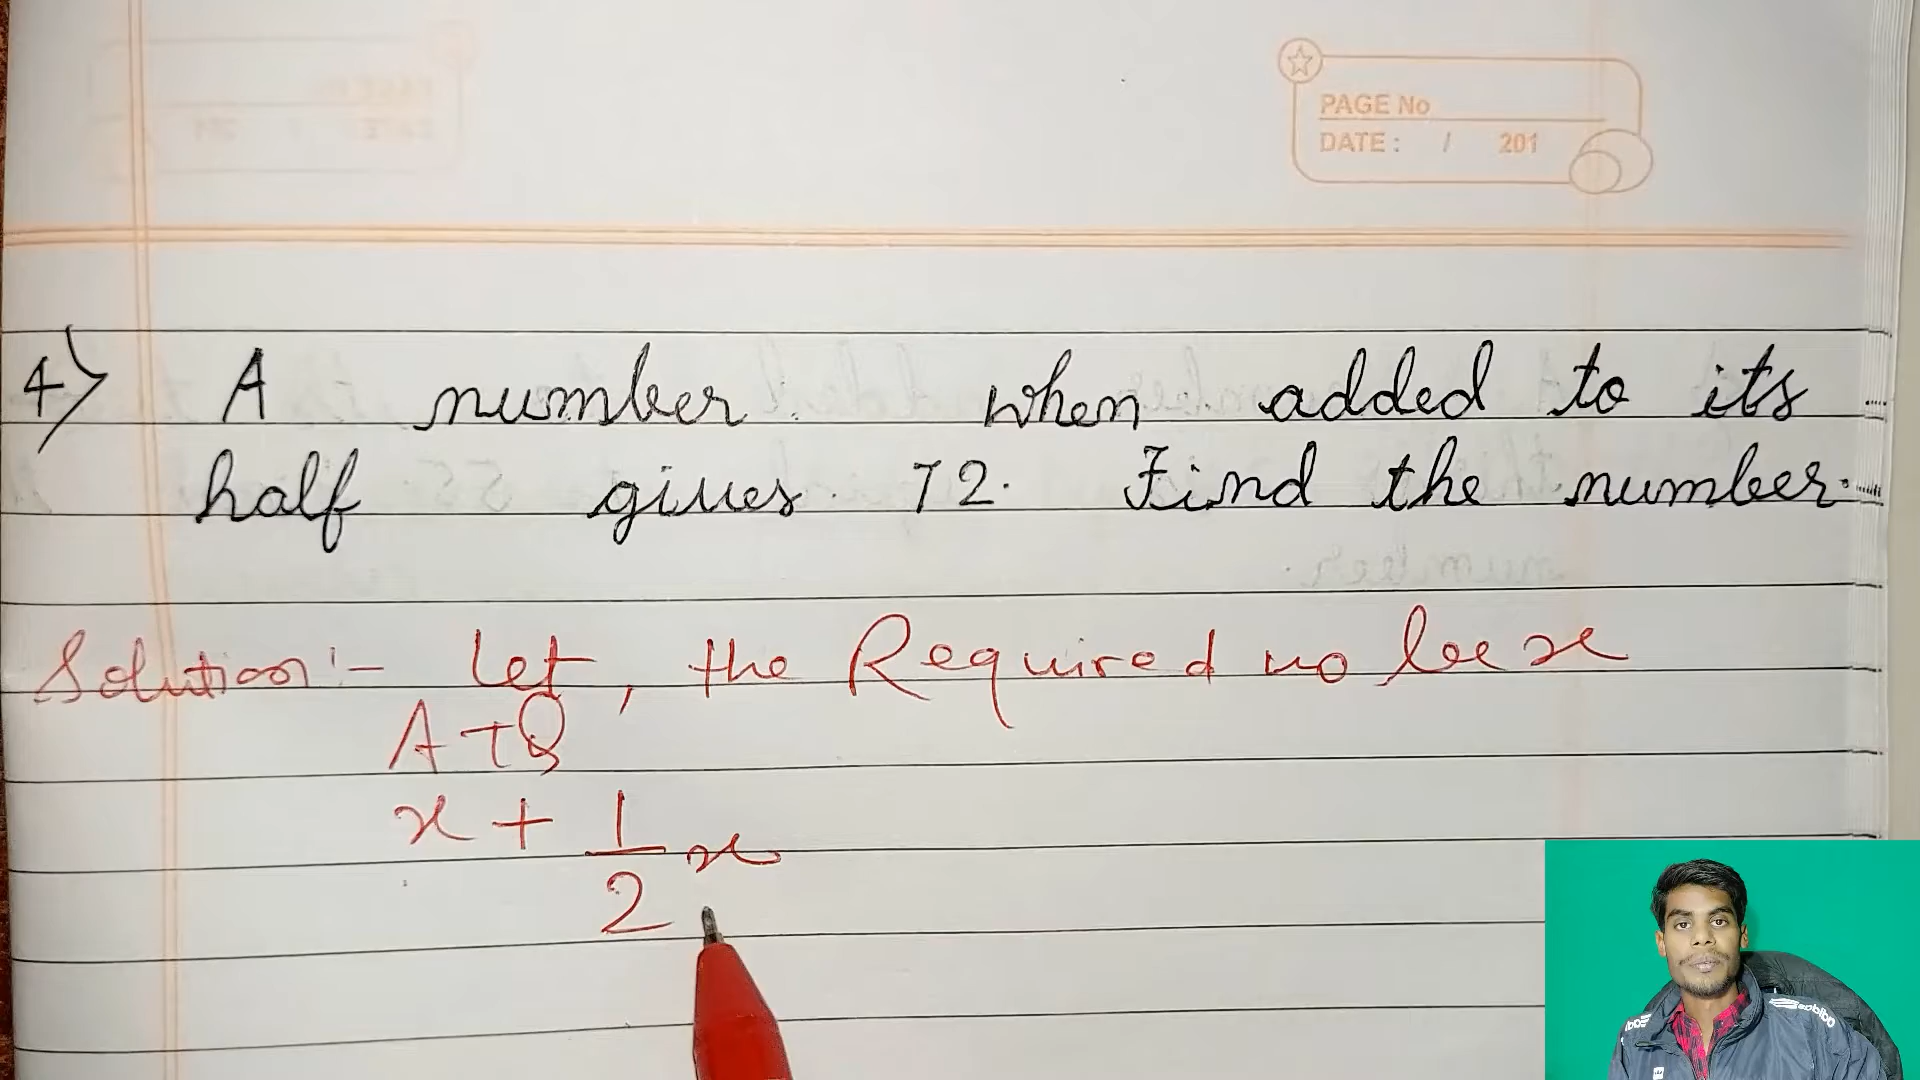 PAGE No
DATE : / 201
4) A number when added to its
half gives 72. Find the number.
Solution :- Let, the Required no be x
ATQ
x + 1/2 x
adidas